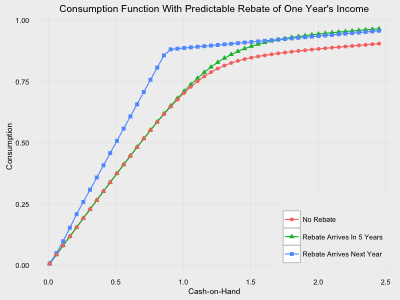 Consumption Function With Predictable Rebate of One Year's Income
1.00
0.75
0.50
0.25
0.00
Consumption
No Rebate
Rebate Arrives In 5 Years
Rebate Arrives Next Year
0.0 0.5 1.0 1.5 2.0 2.5
Cash-on-Hand